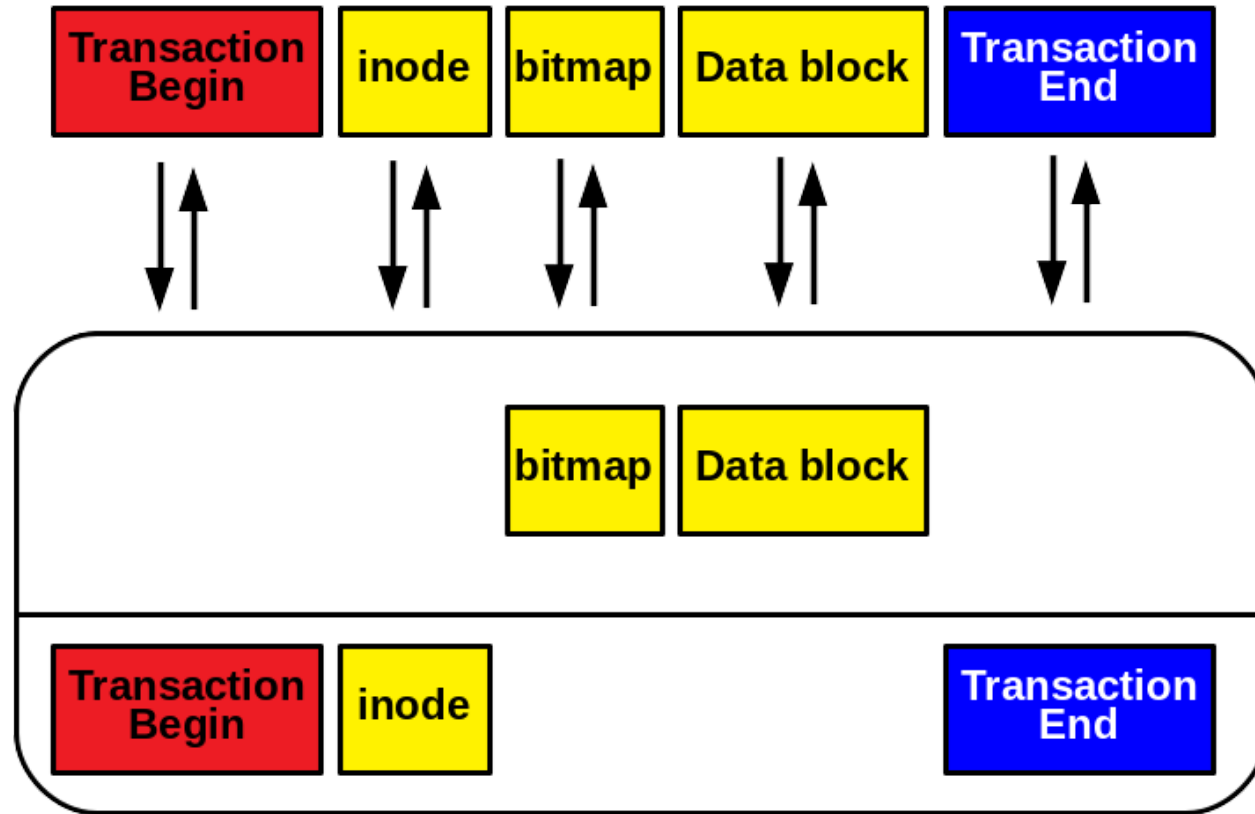 Transaction
Begin
inode
bitmap
Data block
Transaction
End
bitmap
Data block
Transaction
Begin
inode
Transaction
End